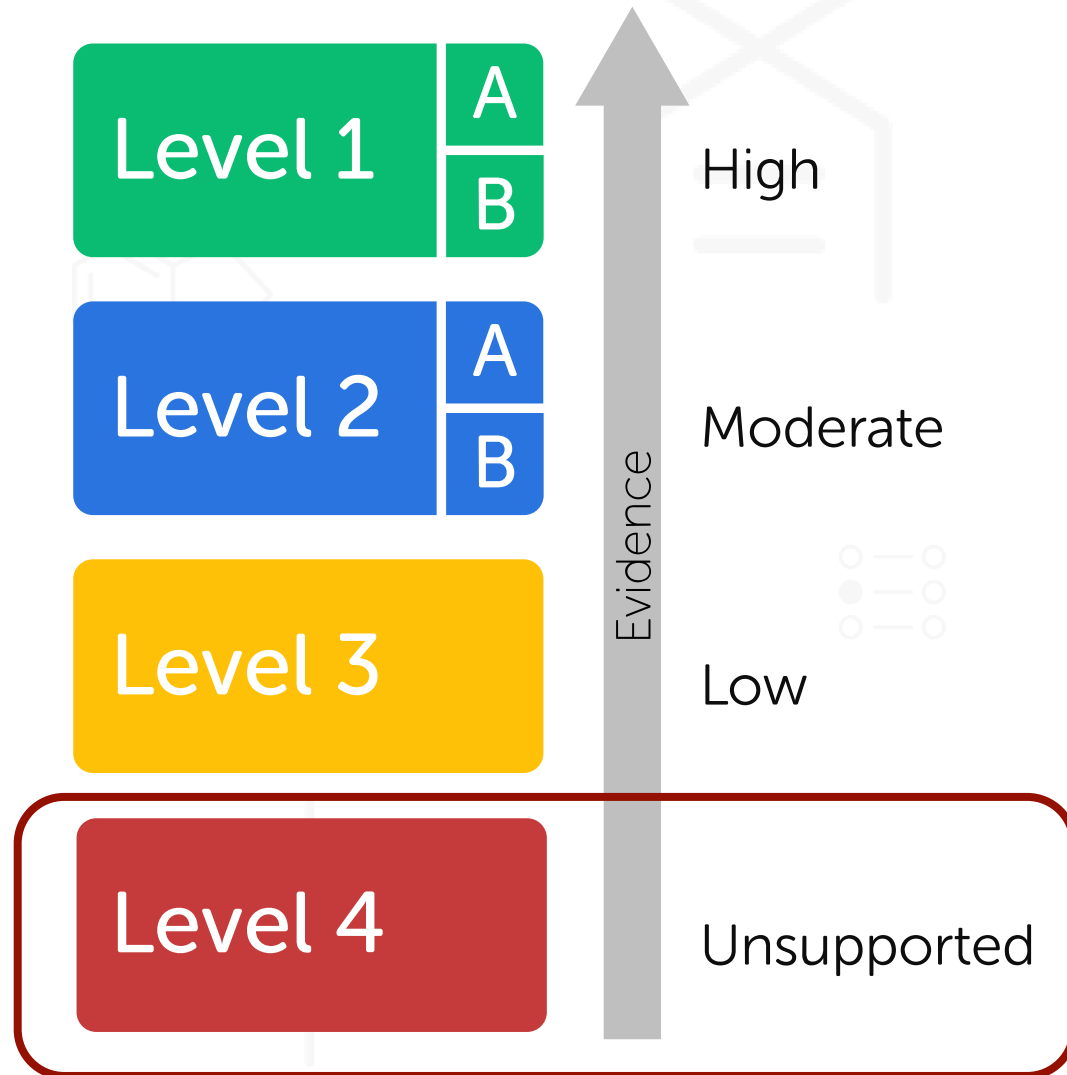 Level 1
A
B
High
Level 2
A
B
Moderate
Evidence
Level 3
Low
Level 4
Unsupported